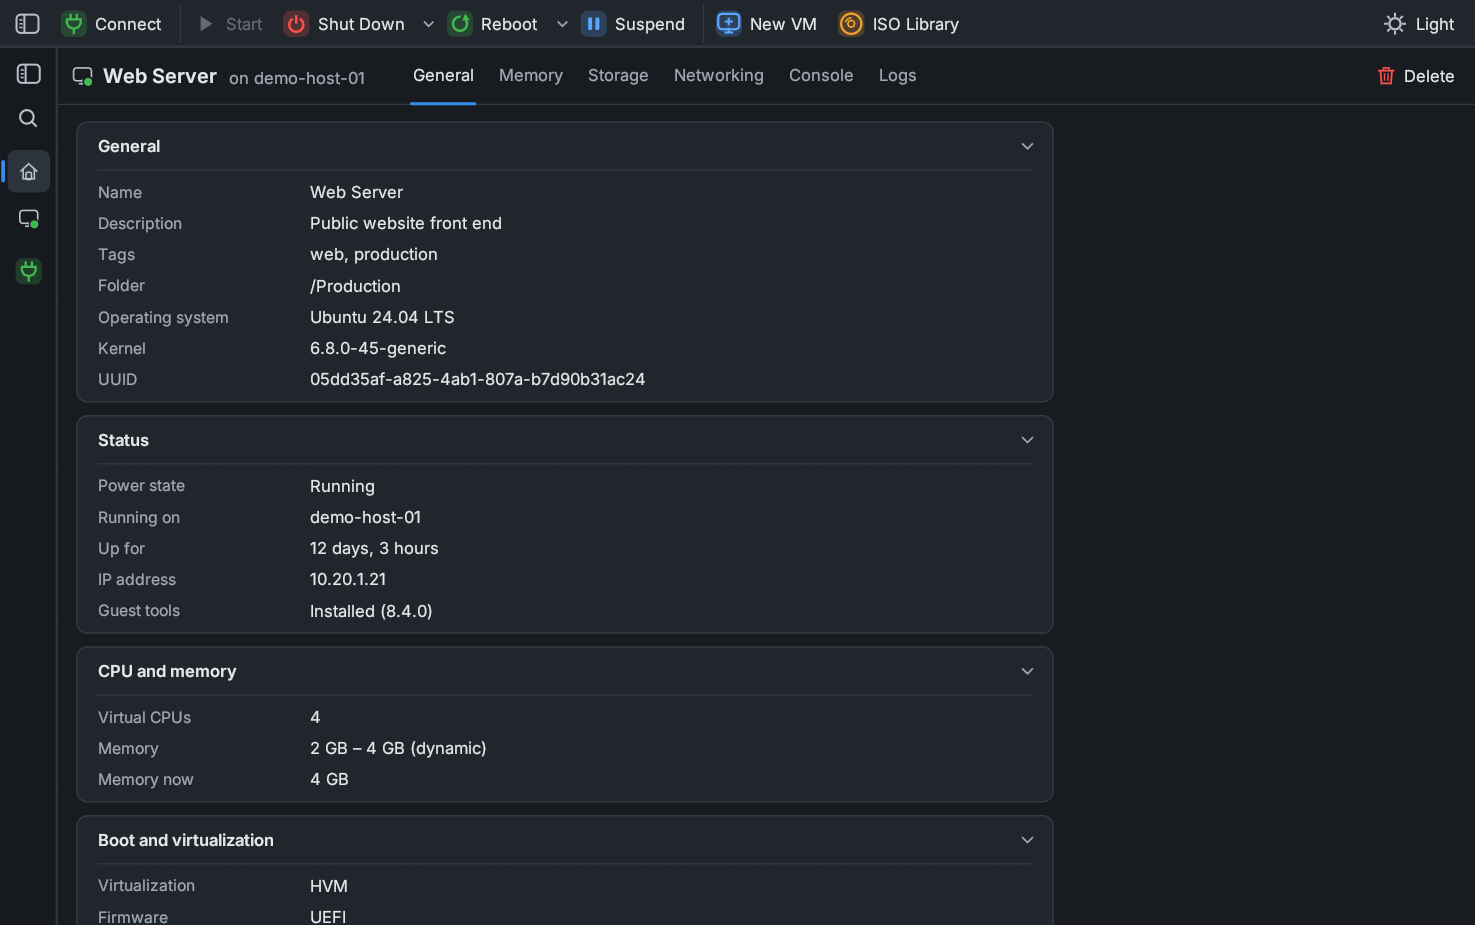 Connect Start Shut Down Reboot Suspend New VM ISO Library Light
Web Server on demo-host-01 General Memory Storage Networking Console Logs Delete
General
Name Web Server
Description Public website front end
Tags web, production
Folder /Production
Operating system Ubuntu 24.04 LTS
Kernel 6.8.0-45-generic
UUID 05dd35af-a825-4ab1-807a-b7d90b31ac24
Status
Power state Running
Running on demo-host-01
Up for 12 days, 3 hours
IP address 10.20.1.21
Guest tools Installed (8.4.0)
CPU and memory
Virtual CPUs 4
Memory 2 GB – 4 GB (dynamic)
Memory now 4 GB
Boot and virtualization
Virtualization HVM
Firmware UEFI